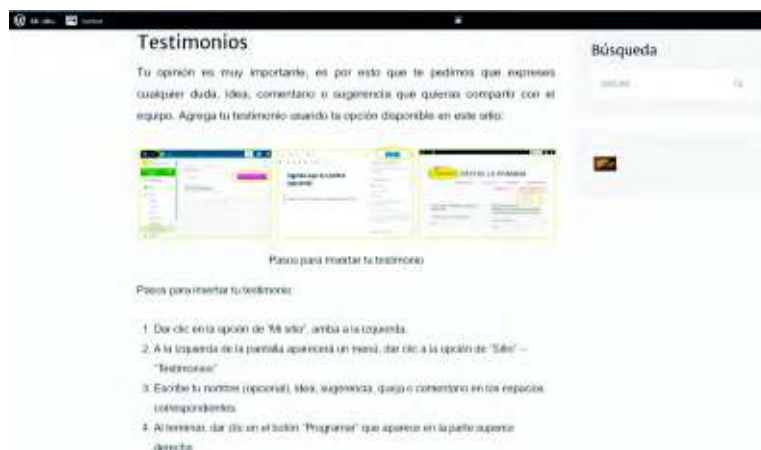 Mi sitio
Testimonios
Búsqueda
Tu opinión es muy importante, es por esto que te pedimos que expreses
cualquier duda, idea, comentario o sugerencia que quieras compartir con el
equipo. Agrega tu testimonio usando la opción disponible en este sitio:
Pasos para insertar tu testimonio
Pasos para insertar tu testimonio:
1. Dar clic en la opción de "Mi sitio", arriba a la izquierda.
2. A la izquierda de la pantalla aparecerá un menú, dar clic a la opción de "Sitio" –
"Testimonios"
3. Escribe tu nombre (opcional), idea, sugerencia, queja o comentario en los espacios
correspondientes.
4. Al terminar, dar clic en el botón "Programar" que aparece en la parte superior
derecha